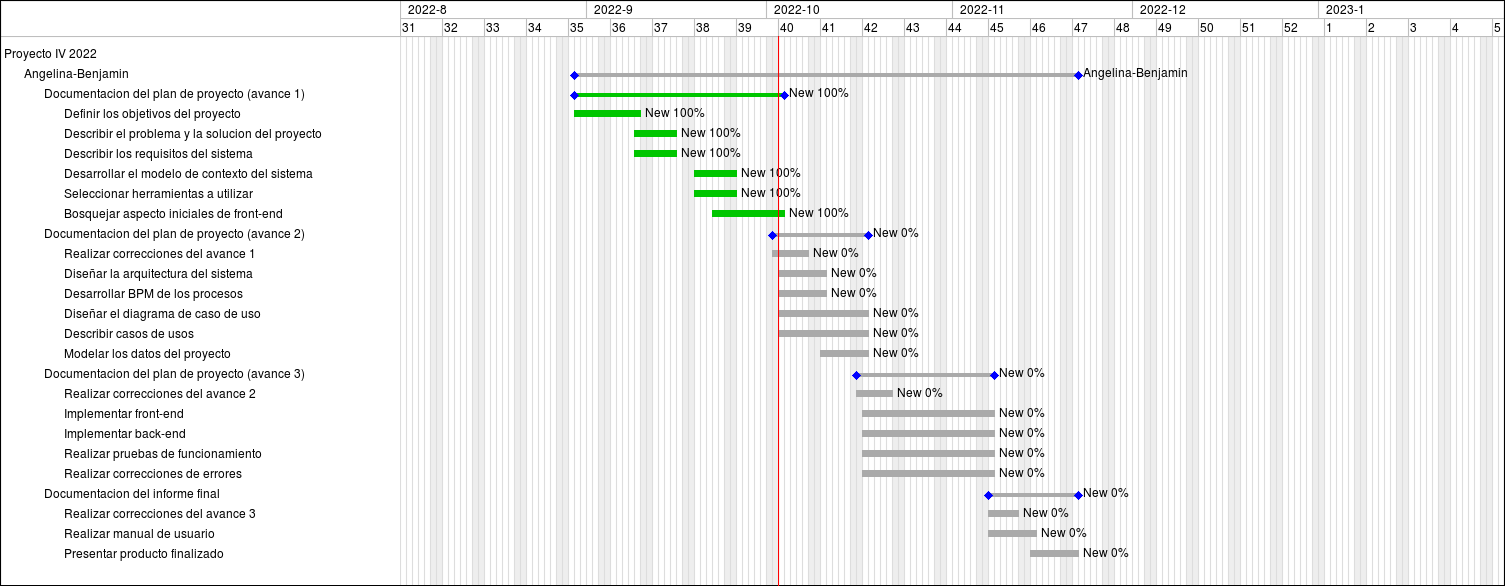 2022-8 2022-9 2022-10 2022-11 2022-12 2023-1
31 32 33 34 35 36 37 38 39 40 41 42 43 44 45 46 47 48 49 50 51 52 1 2 3 4 5
Proyecto IV 2022
Angelina-Benjamin Angelina-Benjamin
Documentacion del plan de proyecto (avance 1) New 100%
Definir los objetivos del proyecto New 100%
Describir el problema y la solucion del proyecto New 100%
Describir los requisitos del sistema New 100%
Desarrollar el modelo de contexto del sistema New 100%
Seleccionar herramientas a utilizar New 100%
Bosquejar aspecto iniciales de front-end New 100%
Documentacion del plan de proyecto (avance 2) New 0%
Realizar correcciones del avance 1 New 0%
Diseñar la arquitectura del sistema New 0%
Desarrollar BPM de los procesos New 0%
Diseñar el diagrama de caso de uso New 0%
Describir casos de usos New 0%
Modelar los datos del proyecto New 0%
Documentacion del plan de proyecto (avance 3) New 0%
Realizar correcciones del avance 2 New 0%
Implementar front-end New 0%
Implementar back-end New 0%
Realizar pruebas de funcionamiento New 0%
Realizar correcciones de errores New 0%
Documentacion del informe final New 0%
Realizar correcciones del avance 3 New 0%
Realizar manual de usuario New 0%
Presentar producto finalizado New 0%